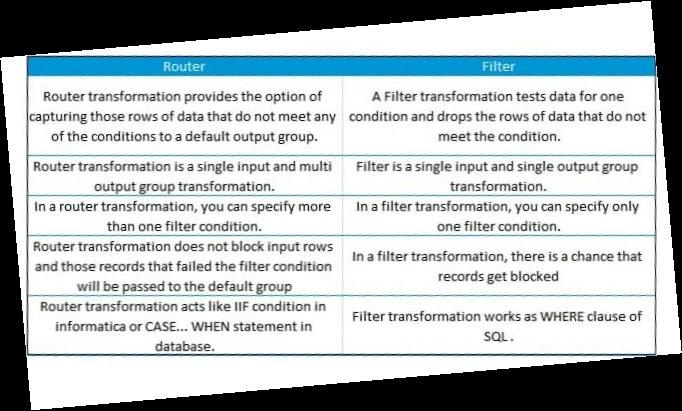 Router
Filter
Router transformation provides the option of
capturing those rows of data that do not meet any
of the conditions to a default output group.
A Filter transformation tests data for one
condition and drops the rows of data that do not
meet the condition.
Router transformation is a single input and multi
output group transformation.
Filter is a single input and single output group
transformation.
In a router transformation, you can specify more
than one filter condition.
In a filter transformation, you can specify only
one filter condition.
Router transformation does not block input rows
and those records that failed the filter condition
will be passed to the default group
In a filter transformation, there is a chance that
records get blocked
Router transformation acts like IIF condition in
informatica or CASE... WHEN statement in
database.
Filter transformation works as WHERE clause of
SQL .